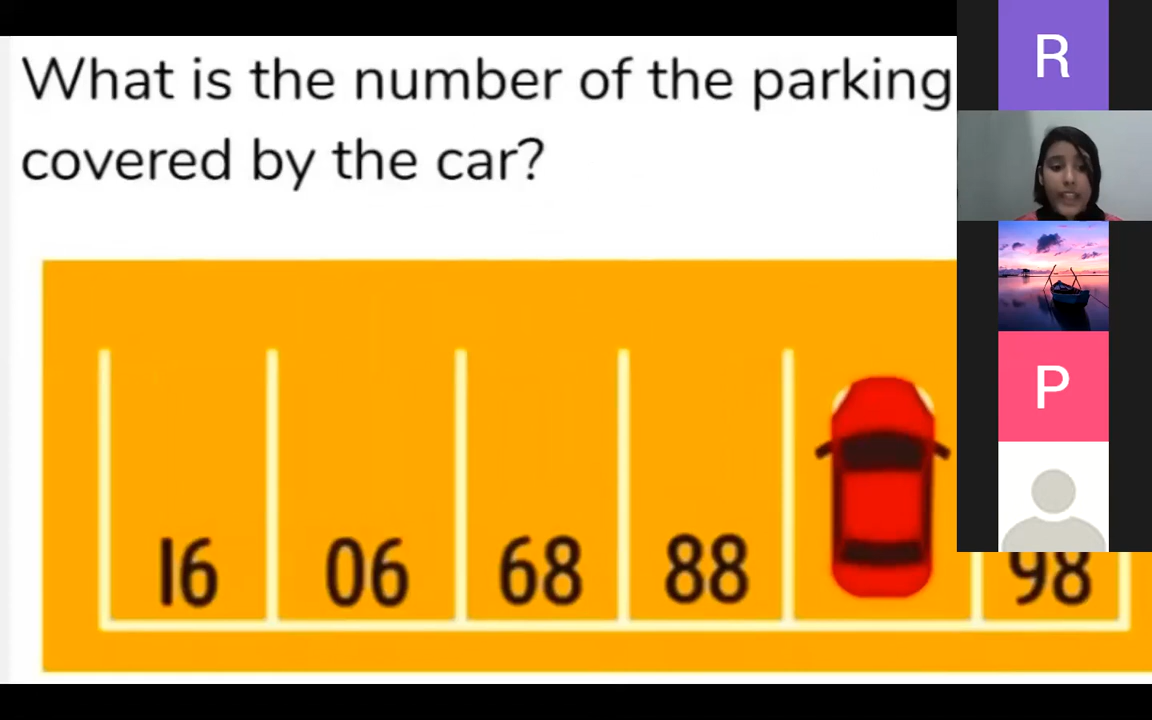 What is the number of the parking
covered by the car?
16 06 68 88 98
R
P